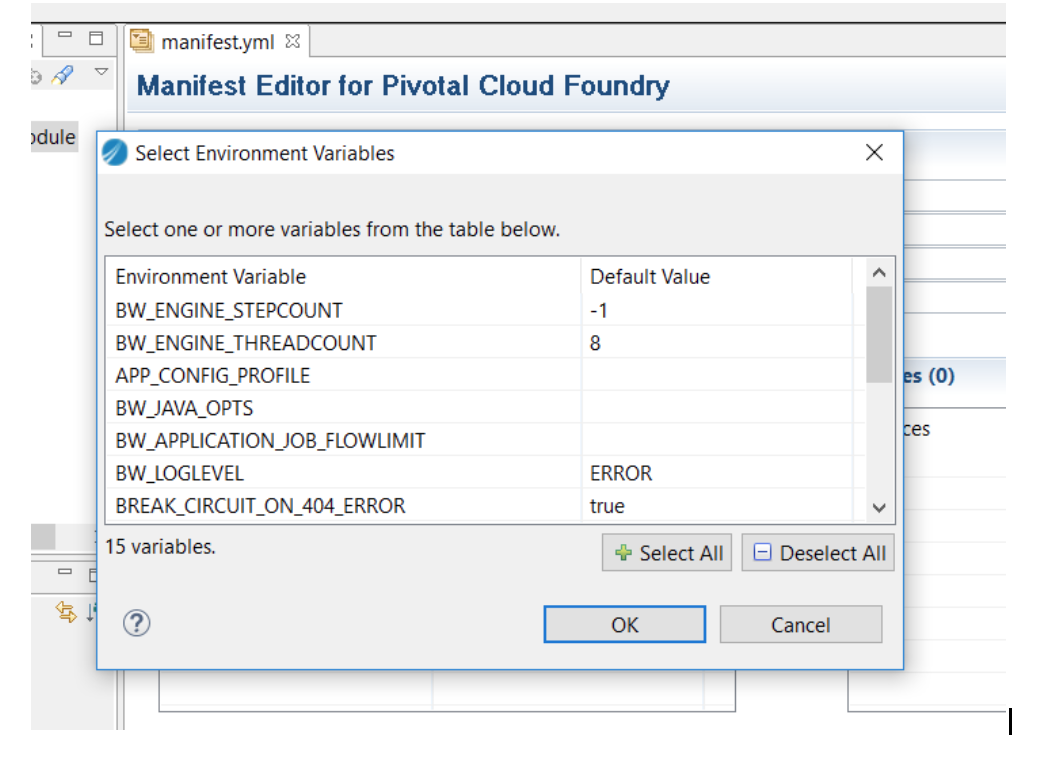 manifest.yml
Manifest Editor for Pivotal Cloud Foundry
odule
Select Environment Variables
Select one or more variables from the table below.
Environment Variable Default Value
BW_ENGINE_STEPCOUNT -1
BW_ENGINE_THREADCOUNT 8
APP_CONFIG_PROFILE
BW_JAVA_OPTS
BW_APPLICATION_JOB_FLOWLIMIT
BW_LOGLEVEL ERROR
BREAK_CIRCUIT_ON_404_ERROR true
15 variables.
Select All Deselect All
OK Cancel
es (0)
ces